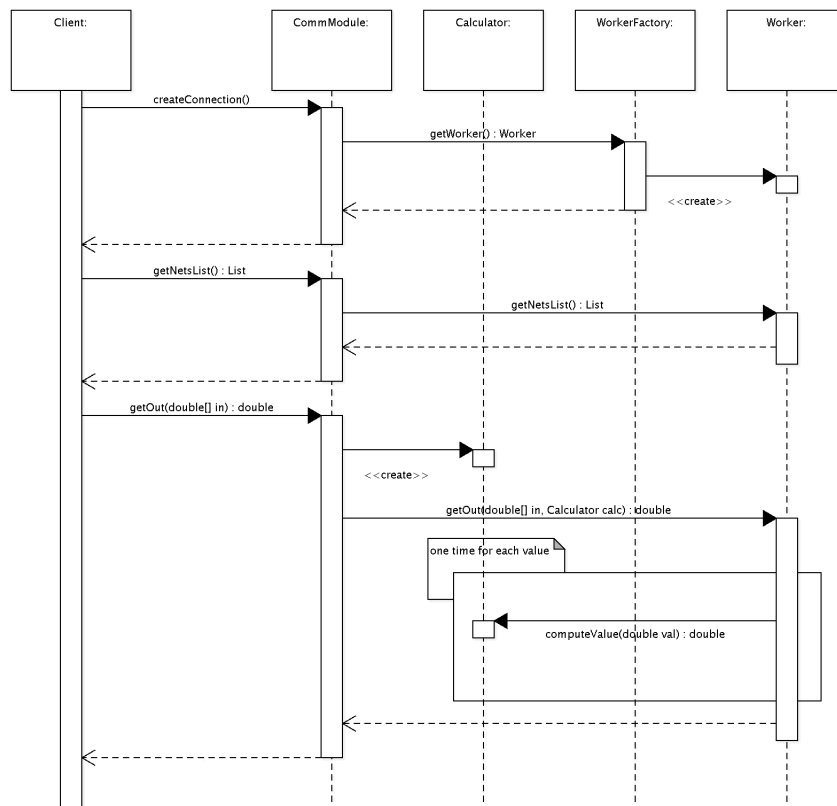 Client:
CommModule:
Calculator:
WorkerFactory:
Worker:
createConnection()
getWorker() : Worker
<<create>>
getNetsList() : List
getNetsList() : List
getOut(double[] in) : double
<<create>>
getOut(double[] in, Calculator calc) : double
one time for each value
computeValue(double val) : double